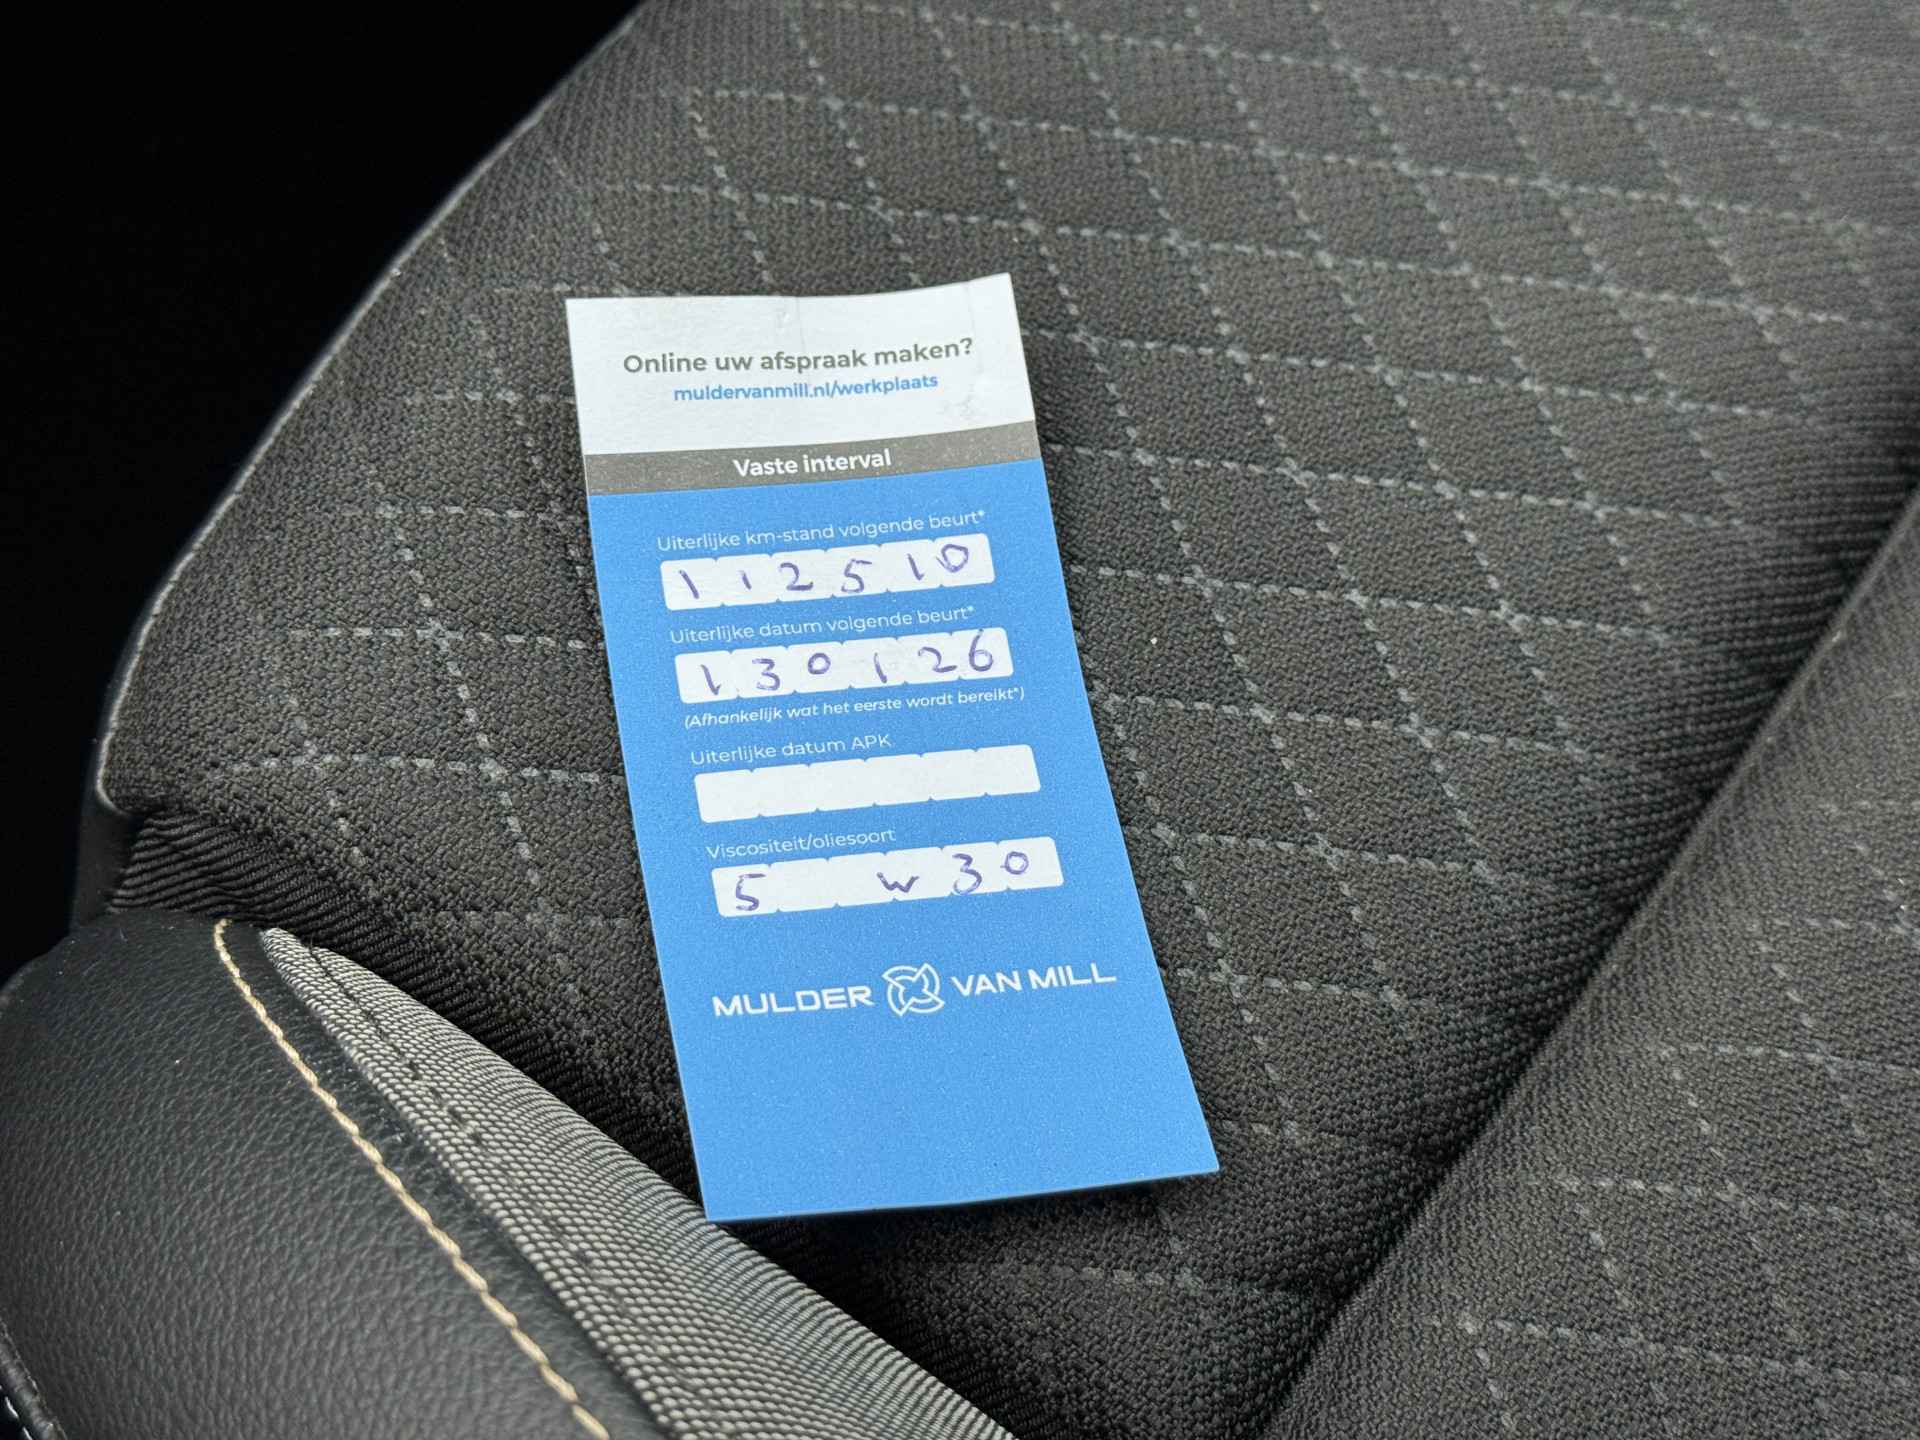 Online uw afspraak maken?
muldervanmill.nl/werkplaats
Vaste interval
Uiterlijke km-stand volgende beurt*
112510
Uiterlijke datum volgende beurt*
130126
(Afhankelijk wat het eerste wordt bereikt*)
Uiterlijke datum APK
Viscositeit/oliesoort
5 W30
MULDER VAN MILL